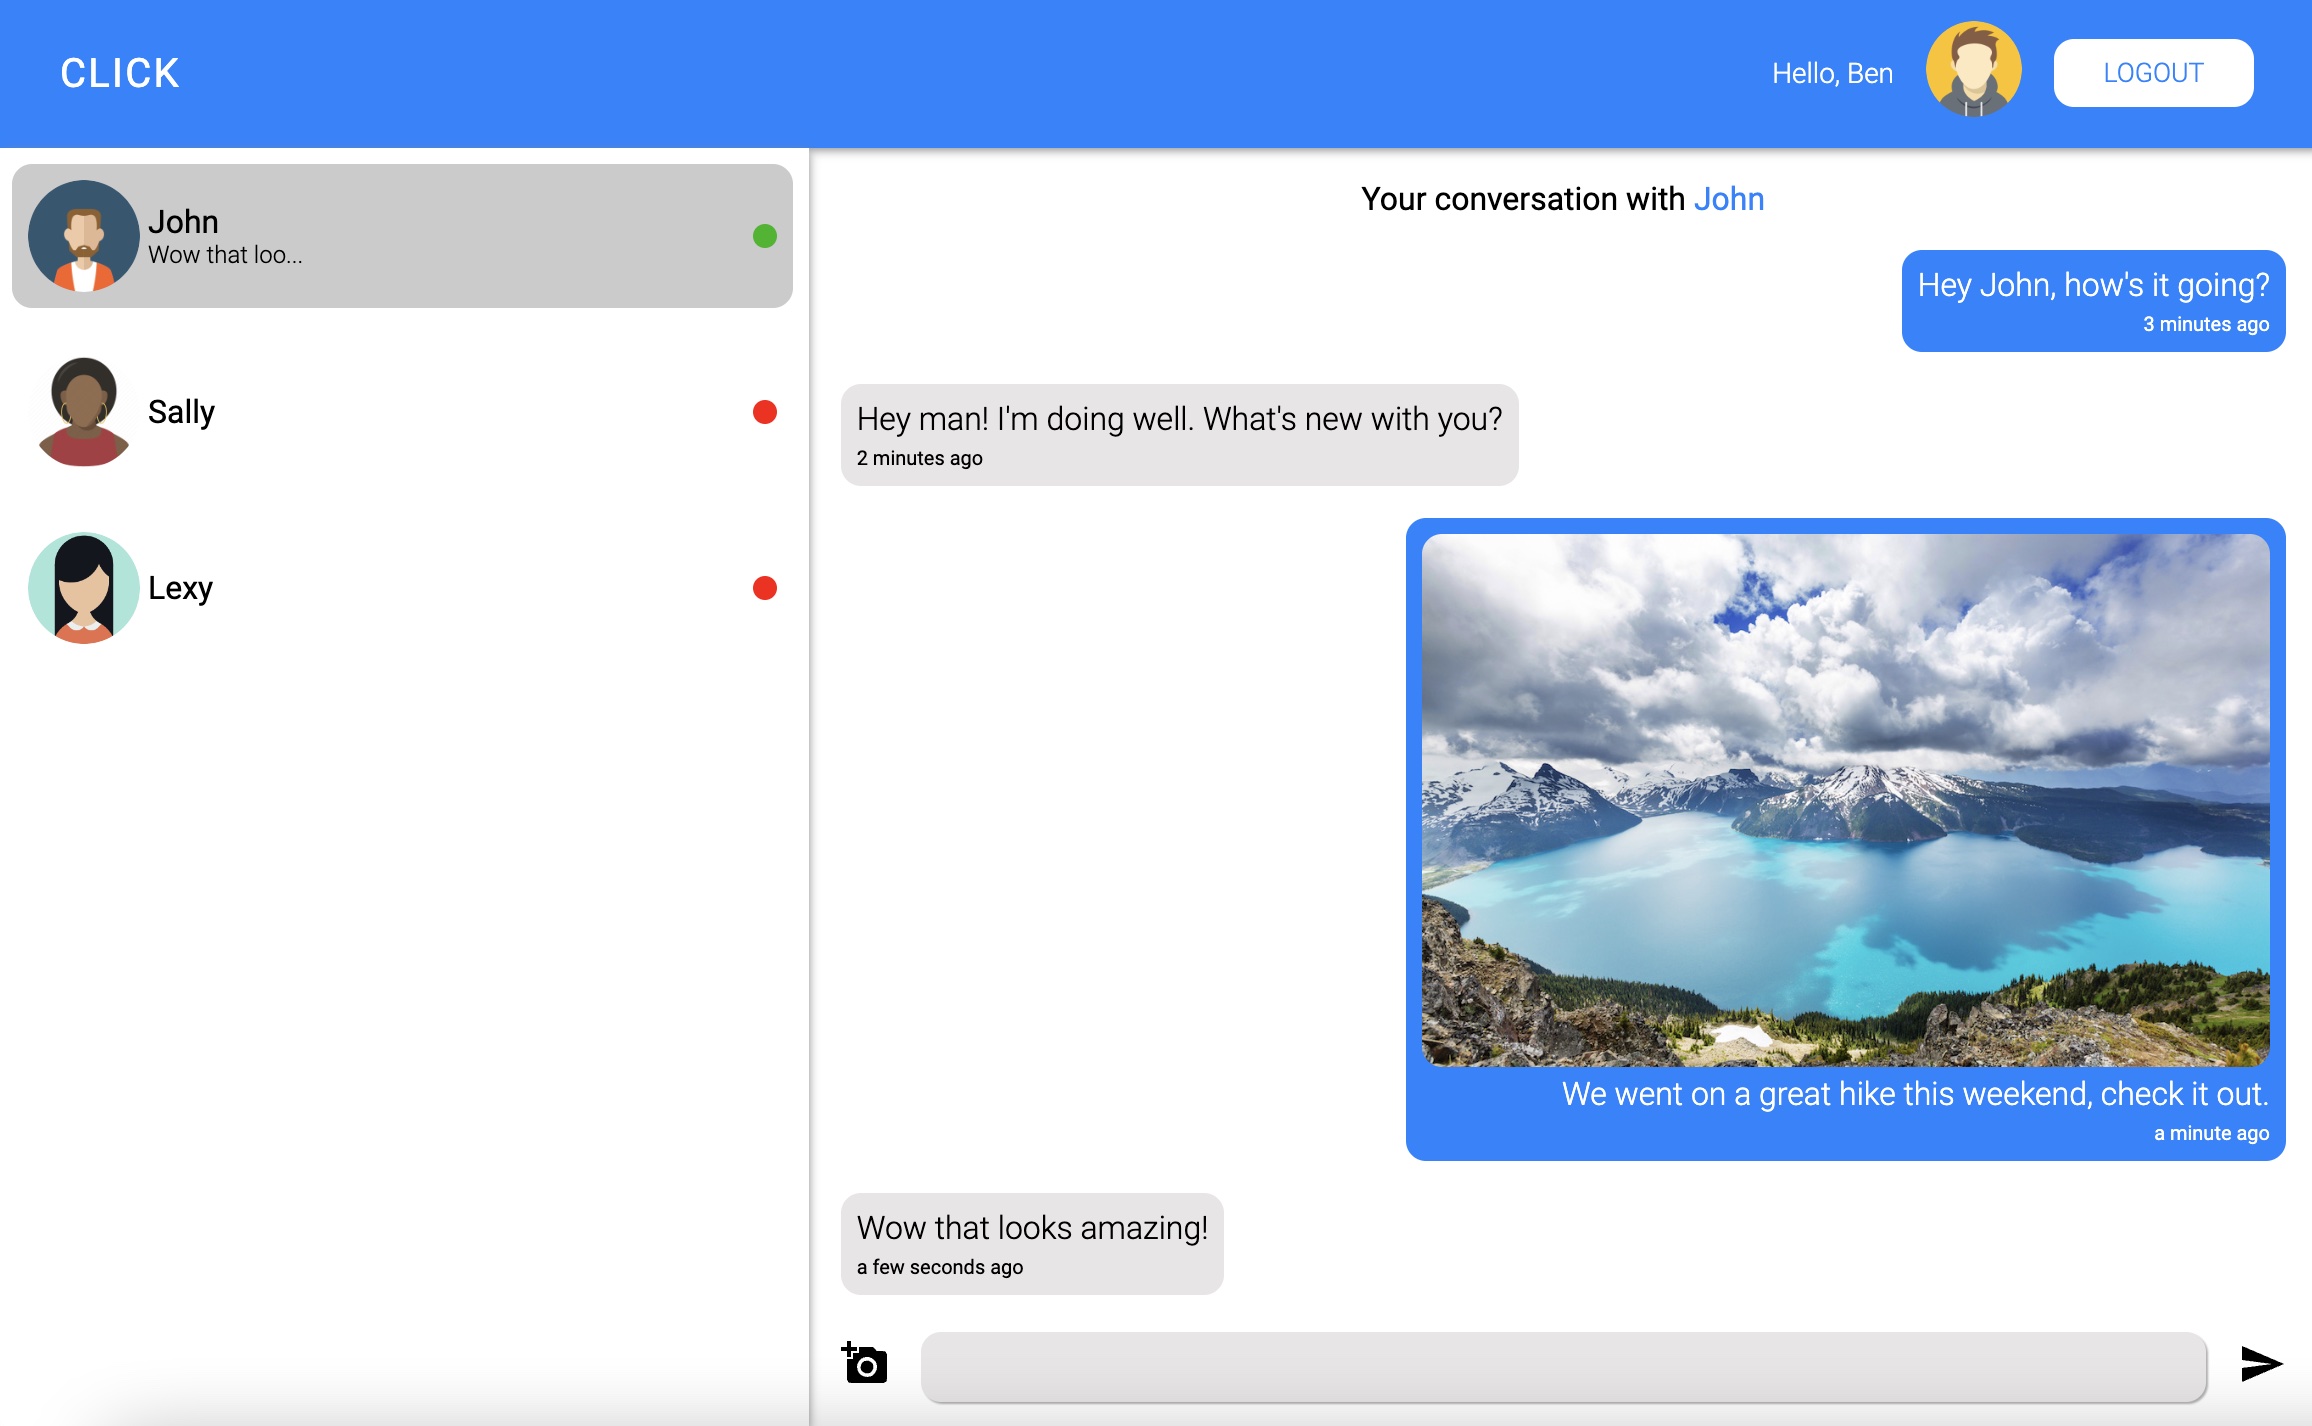 CLICK
Hello, Ben
LOGOUT
John
Wow that loo...
Sally
Lexy
Your conversation with John
Hey John, how's it going?
3 minutes ago
Hey man! I'm doing well. What's new with you?
2 minutes ago
We went on a great hike this weekend, check it out.
a minute ago
Wow that looks amazing!
a few seconds ago